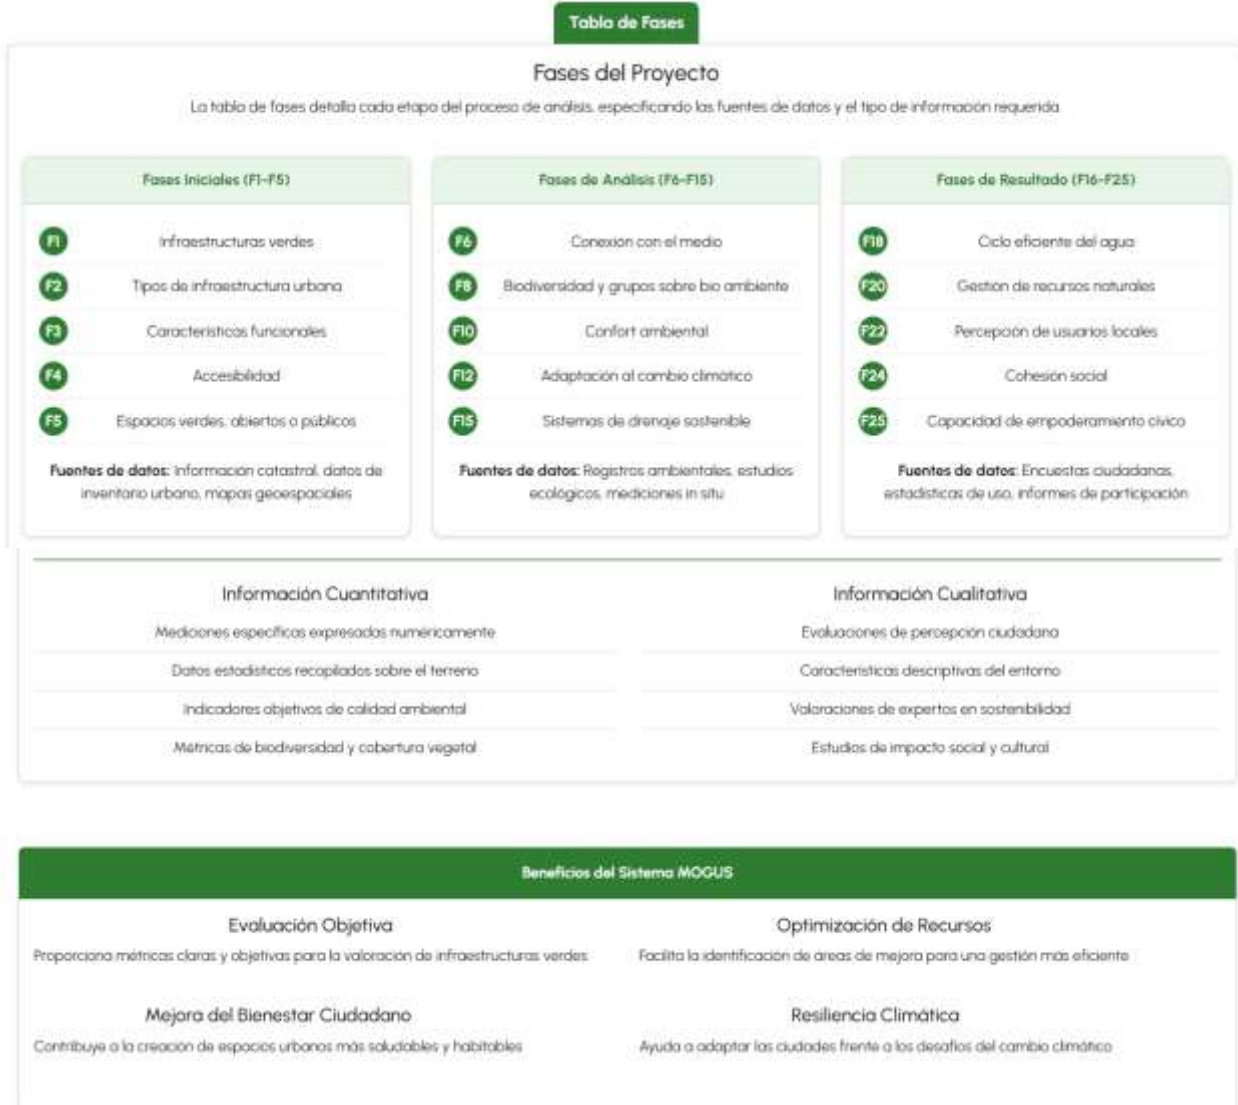 Tabla de Fases
Fases del Proyecto
La tabla de fases detalla cada etapa del proceso de análisis, especificando las fuentes de datos y el tipo de información requerida
Fases Iniciales (F1-F5)
F1 Infraestructuras verdes
F2 Tipos de infraestructura urbana
F3 Características funcionales
F4 Accesibilidad
F5 Espacios verdes, abiertos o públicos
Fuentes de datos: Información catastral, datos de
inventario urbano, mapas geoespaciales
Fases de Análisis (F6-F15)
F6 Conexión con el medio
F8 Biodiversidad y grupos sobre bio ambiente
F10 Confort ambiental
F12 Adaptación al cambio climático
F15 Sistemas de drenaje sostenible
Fuentes de datos: Registros ambientales, estudios
ecológicos, mediciones in situ
Fases de Resultado (F16-F25)
F18 Ciclo eficiente del agua
F20 Gestión de recursos naturales
F22 Percepción de usuarios locales
F24 Cohesión social
F25 Capacidad de empoderamiento cívico
Fuentes de datos: Encuestas ciudadanas,
estadísticas de uso, informes de participación
Información Cuantitativa
Mediciones específicas expresadas numéricamente
Datos estadísticos recopilados sobre el terreno
Indicadores objetivos de calidad ambiental
Métricas de biodiversidad y cobertura vegetal
Información Cualitativa
Evaluaciones de percepción ciudadana
Características descriptivas del entorno
Valoraciones de expertos en sostenibilidad
Estudios de impacto social y cultural
Beneficios del Sistema MOGUS
Evaluación Objetiva
Proporciona métricas claras y objetivas para la valoración de infraestructuras verdes
Optimización de Recursos
Facilita la identificación de áreas de mejora para una gestión más eficiente
Mejora del Bienestar Ciudadano
Contribuye a la creación de espacios urbanos más saludables y habitables
Resiliencia Climática
Ayuda a adaptar las ciudades frente a los desafíos del cambio climático